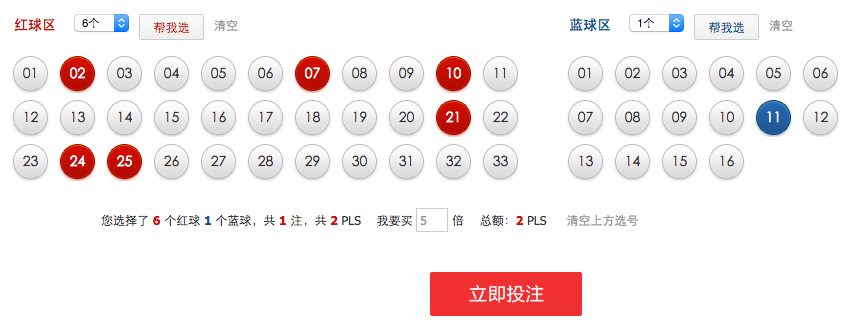 红球区 6个 帮我选 清空 蓝球区 1个 帮我选 清空
01 02 03 04 05 06 07 08 09 10 11 01 02 03 04 05 06
12 13 14 15 16 17 18 19 20 21 22 07 08 09 10 11 12
23 24 25 26 27 28 29 30 31 32 33 13 14 15 16
您选择了 6 个红球 1 个蓝球，共 1 注，共 2 PLS 我要买 5 倍 总额：2 PLS 清空上方选号
立即投注